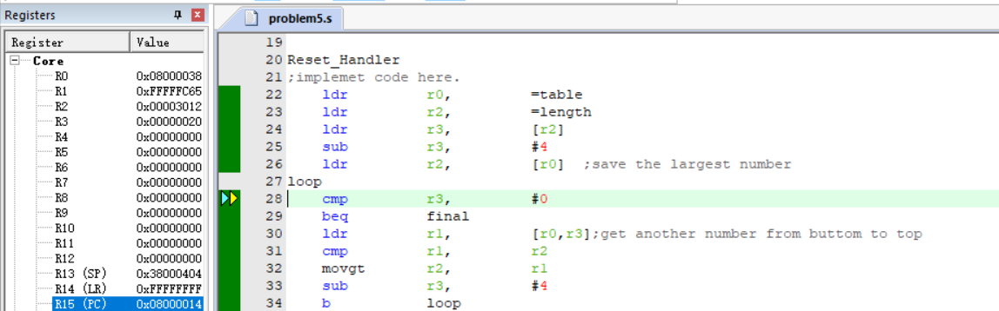 Registers
Register Value
Core
R0 0x08000038
R1 0xFFFFFC65
R2 0x00003012
R3 0x00000020
R4 0x00000000
R5 0x00000000
R6 0x00000000
R7 0x00000000
R8 0x00000000
R9 0x00000000
R10 0x00000000
R11 0x00000000
R12 0x00000000
R13 (SP) 0x38000404
R14 (LR) 0xFFFFFFFF
R15 (PC) 0x08000014
problem5.s
19
20 Reset_Handler
21 ;implemet code here.
22 ldr r0, =table
23 ldr r2, =length
24 ldr r3, [r2]
25 sub r3, #4
26 ldr r2, [r0] ;save the largest number
27 loop
28 cmp r3, #0
29 beq final
30 ldr r1, [r0,r3];get another number from buttom to top
31 cmp r1, r2
32 movgt r2, r1
33 sub r3, #4
34 b loop